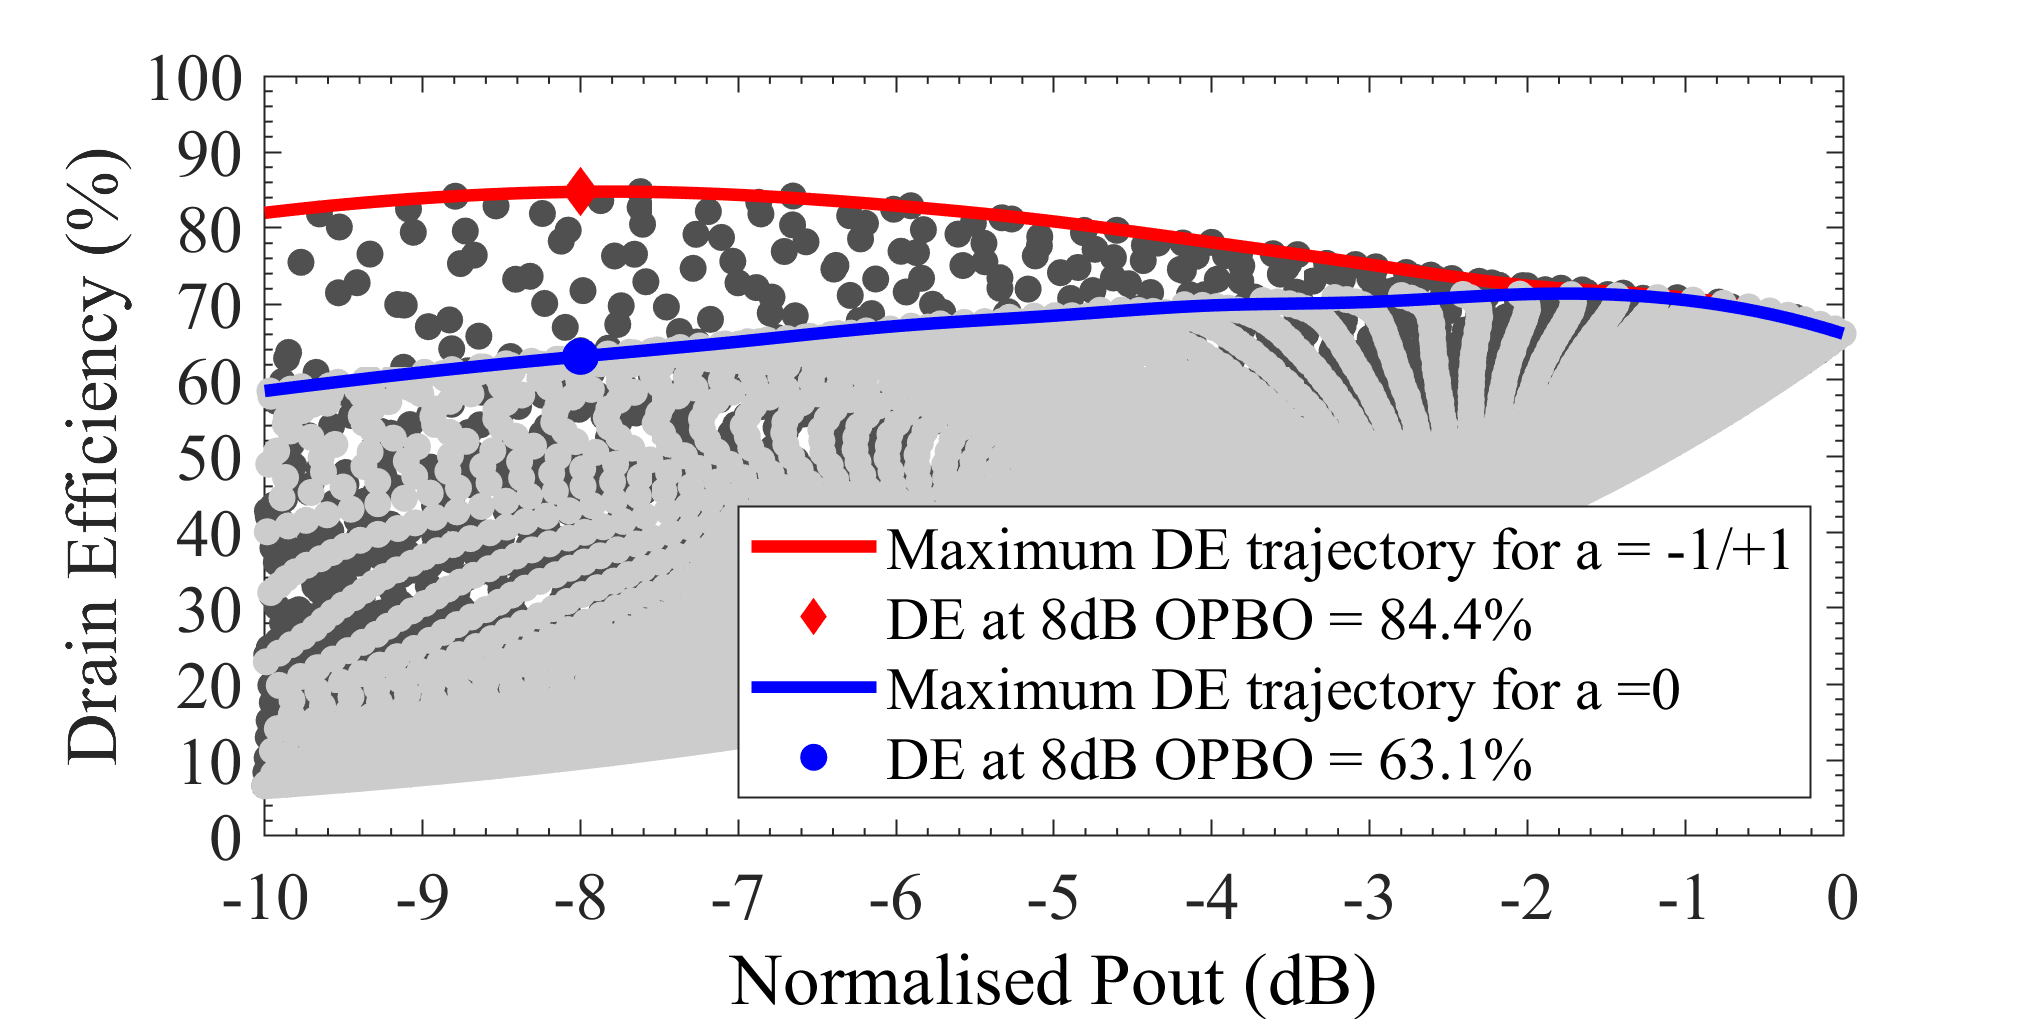 100
90
80
70
60
50
40
30
20
10
0
Drain Efficiency (%)
Maximum DE trajectory for a = -1/+1
DE at 8dB OPBO = 84.4%
Maximum DE trajectory for a =0
DE at 8dB OPBO = 63.1%
-10 -9 -8 -7 -6 -5 -4 -3 -2 -1 0
Normalised Pout (dB)